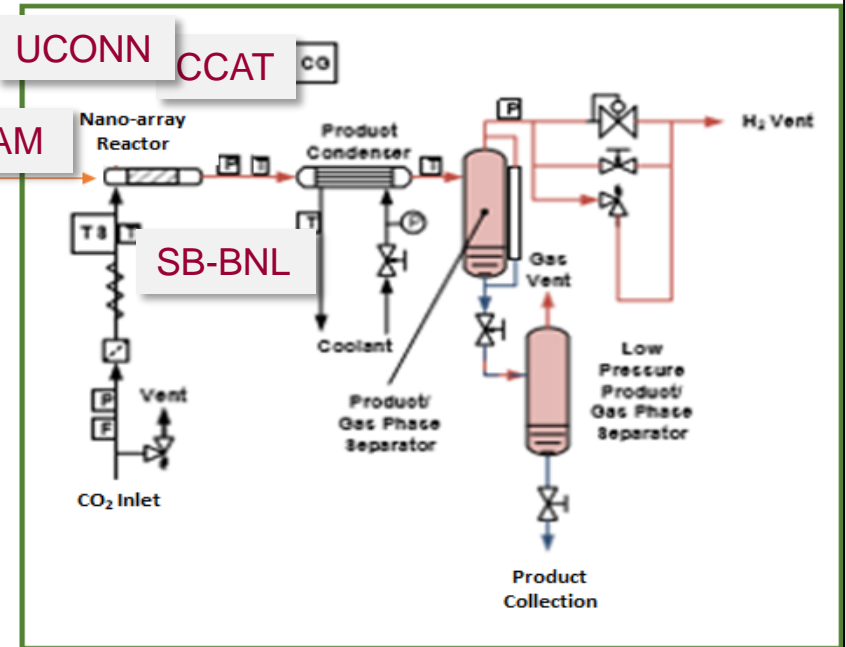 UCONN
CCAT
CG
AM
Nano-array
Reactor
P
T
Product
Condenser
T
P
H₂ Vent
T8
T
T
P
SB-BNL
Gas
Vent
Coolant
Low
Pressure
Product/
Gas Phase
Separator
P
Vent
F
Product/
Gas Phase
Separator
CO₂ Inlet
Product
Collection